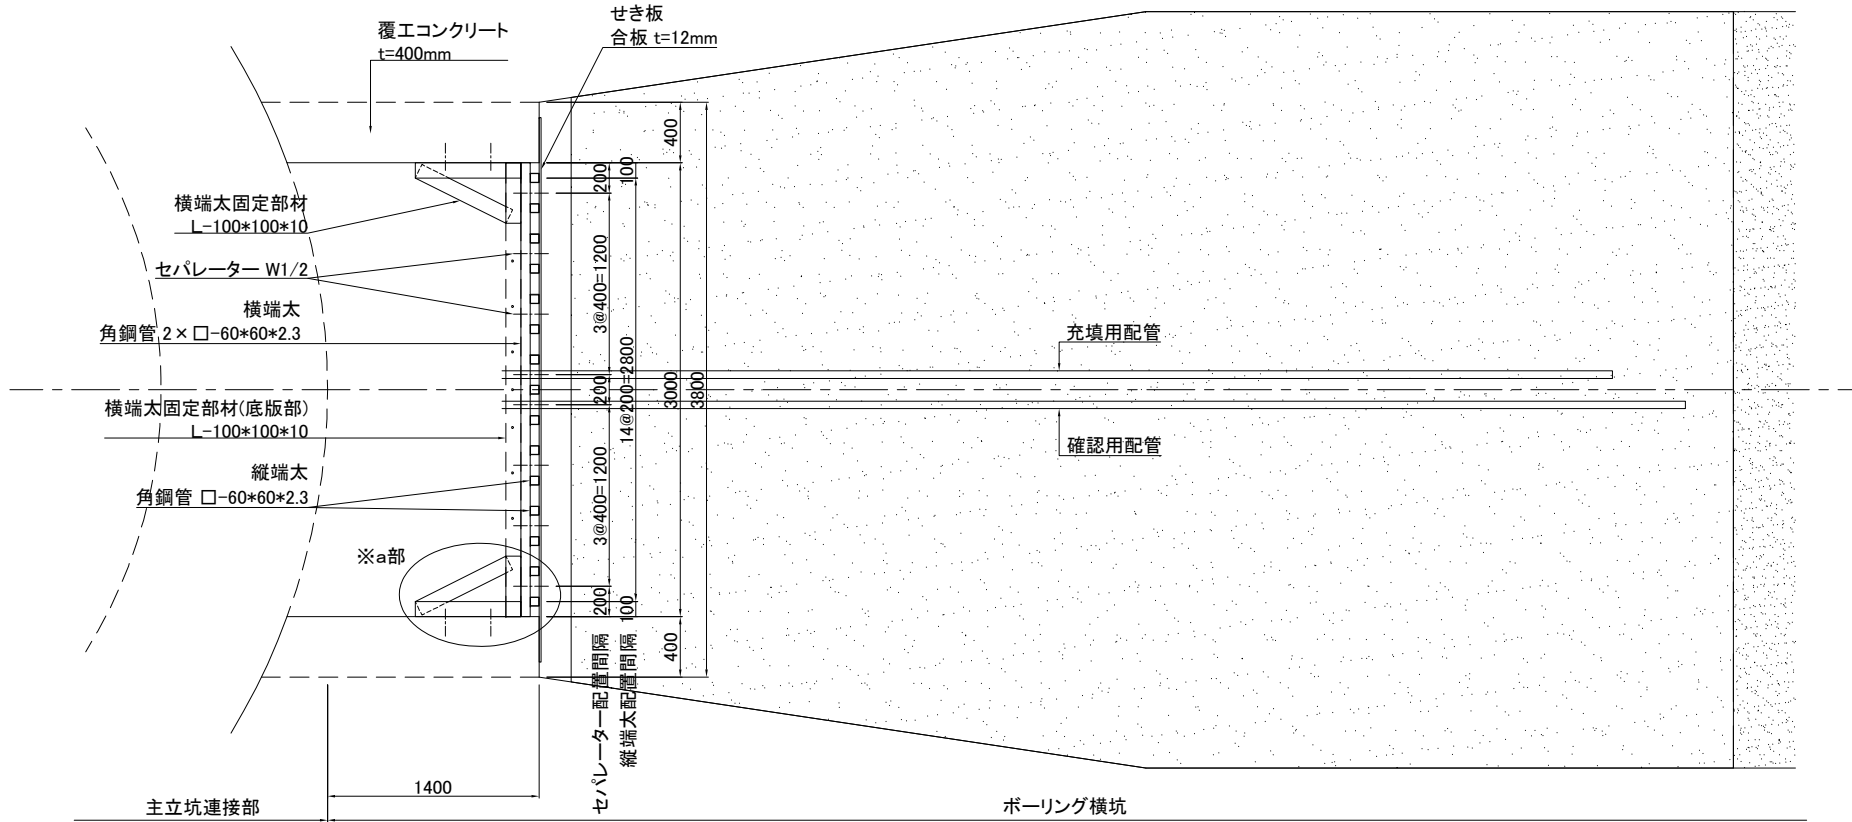 せき板
合板 t=12mm
覆工コンクリート
t=400mm
横端太固定部材
L-100*100*10
セパレーター W1/2
横端太
角鋼管 2×□-60*60*2.3
横端太固定部材(底版部)
L-100*100*10
縦端太
角鋼管 □-60*60*2.3
※a部
400
200
100
3@400=1200
14@200=2800
3000
3800
200
3@400=1200
200
100
400
セパレーター配置間隔
縦端太配置間隔
充填用配管
確認用配管
1400
主立坑連接部
ボーリング横坑